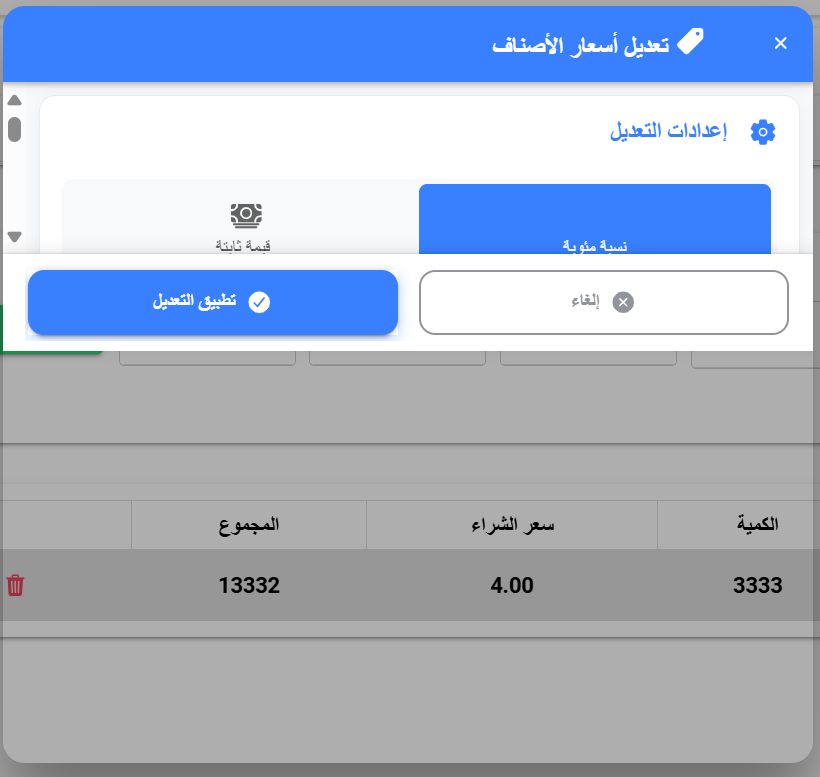 تعديل أسعار الأصناف
إعدادات التعديل
نسبة مئوية
قيمة ثابتة
إلغاء
تطبيق التعديل
الكمية سعر الشراء المجموع
3333 4.00 13332